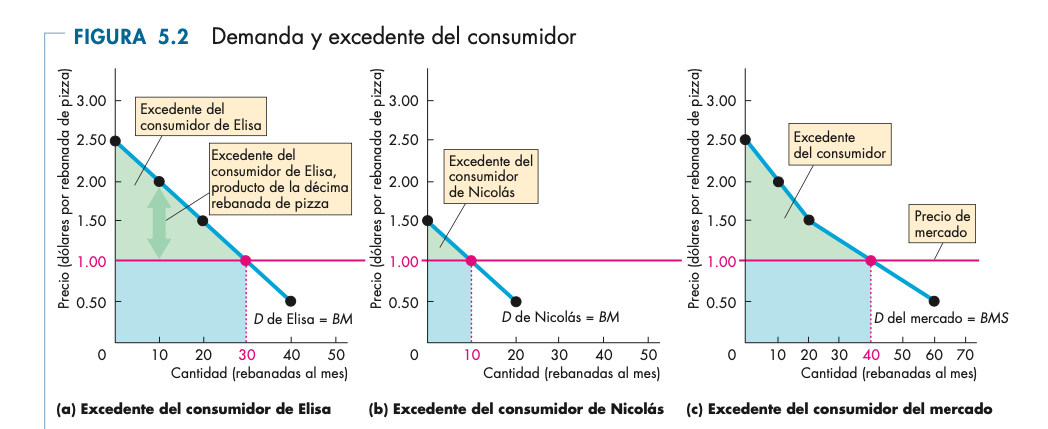 FIGURA 5.2 Demanda y excedente del consumidor
Precio (dólares por rebanada de pizza)
3.00
2.50
2.00
1.50
1.00
0.50
0
10
20
30
40
50
Cantidad (rebanadas al mes)
Excedente del
consumidor de Elisa
Excedente del
consumidor de Elisa,
producto de la décima
rebanada de pizza
D de Elisa = BM
(a) Excedente del consumidor de Elisa
Precio (dólares por rebanada de pizza)
3.00
2.50
2.00
1.50
1.00
0.50
0
10
20
30
40
50
Cantidad (rebanadas al mes)
Excedente del
consumidor
de Nicolás
D de Nicolás = BM
(b) Excedente del consumidor de Nicolás
Precio (dólares por rebanada de pizza)
3.00
2.50
2.00
1.50
1.00
0.50
0
10
20
30
40
50
60
70
Cantidad (rebanadas al mes)
Excedente
del consumidor
Precio de
mercado
D del mercado = BMS
(c) Excedente del consumidor del mercado